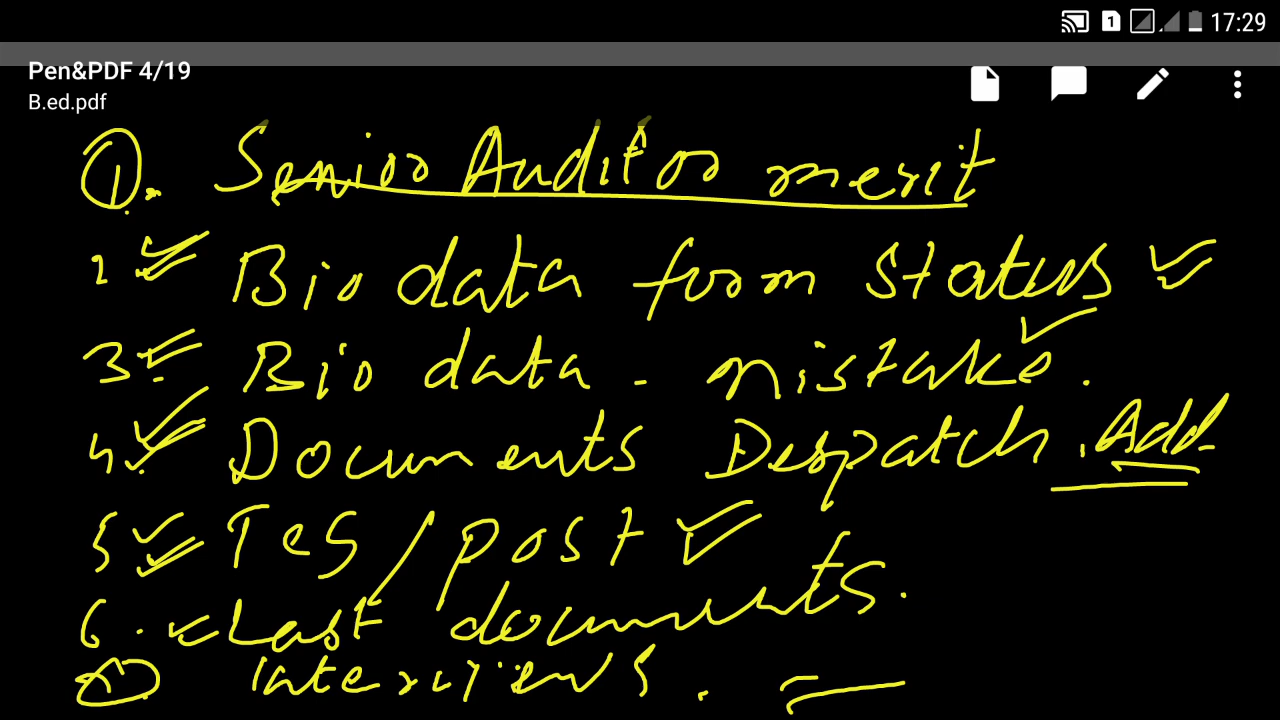 17:29
Pen&PDF 4/19
B.ed.pdf
1. Senior Auditor merit
2 Bio data form status
3 Bio data. mistake.
4. Documents Despatch. Add.
5 TCS/post
6. Last documents.
Interviews.